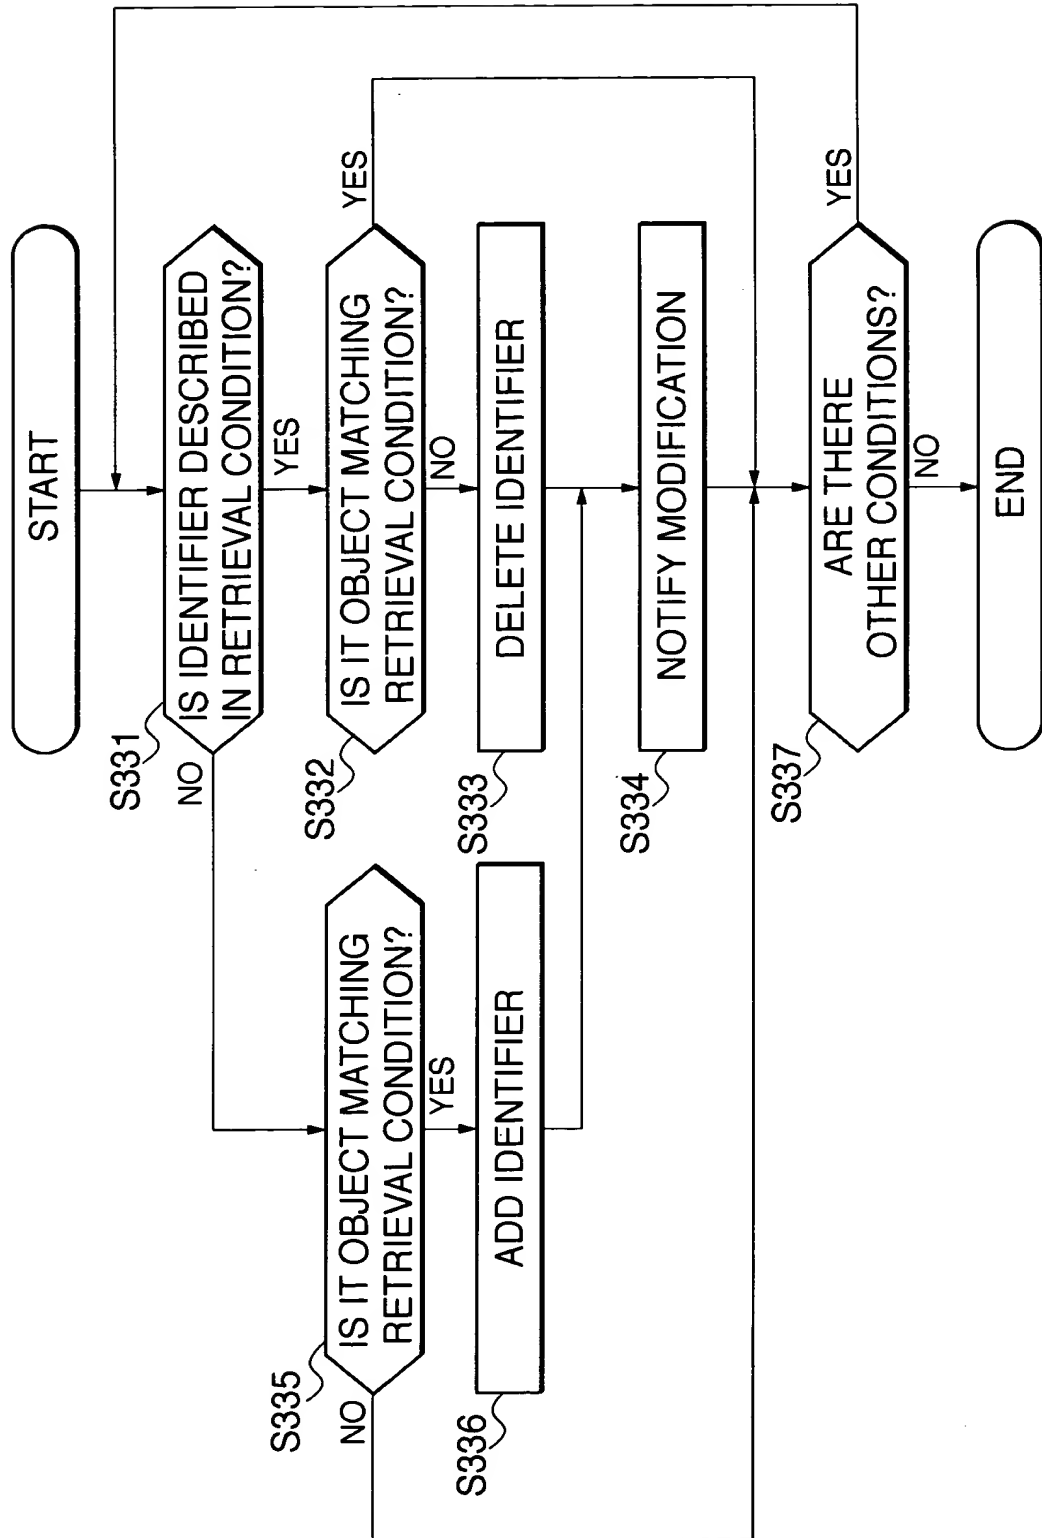 START
S331
IS IDENTIFIER DESCRIBED
IN RETRIEVAL CONDITION?
NO
YES
S335
IS IT OBJECT MATCHING
RETRIEVAL CONDITION?
NO
YES
S332
IS IT OBJECT MATCHING
RETRIEVAL CONDITION?
YES
NO
S336
ADD IDENTIFIER
S333
DELETE IDENTIFIER
S334
NOTIFY MODIFICATION
S337
ARE THERE
OTHER CONDITIONS?
YES
NO
END